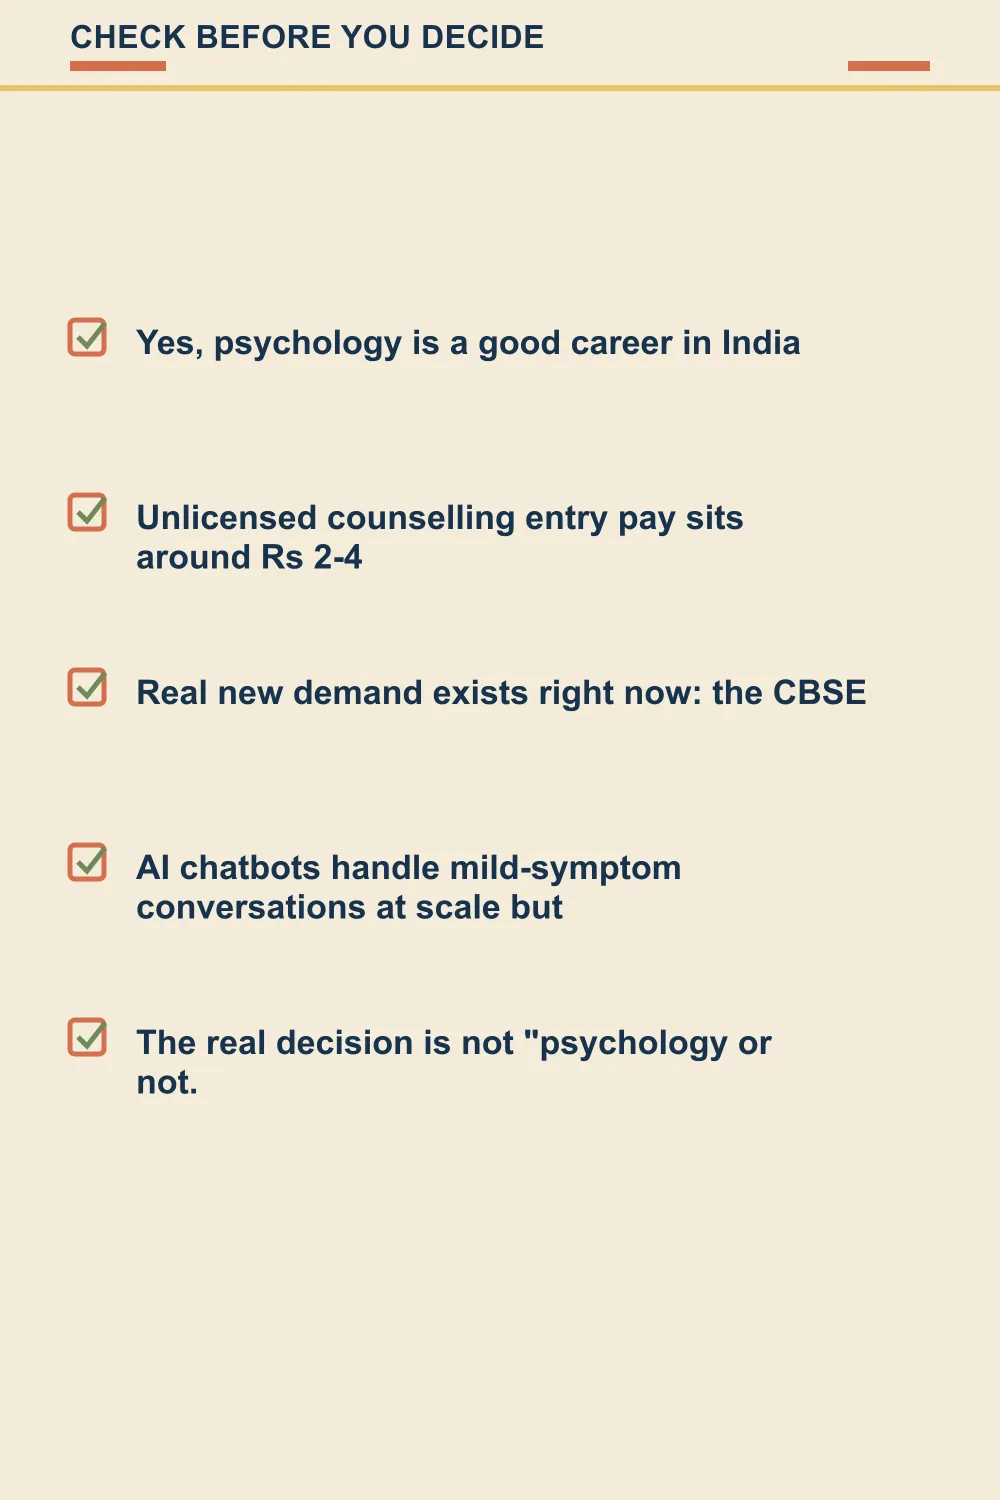 CHECK BEFORE YOU DECIDE
Yes, psychology is a good career in India
Unlicensed counselling entry pay sits
around Rs 2-4
Real new demand exists right now: the CBSE
AI chatbots handle mild-symptom
conversations at scale but
The real decision is not "psychology or
not.